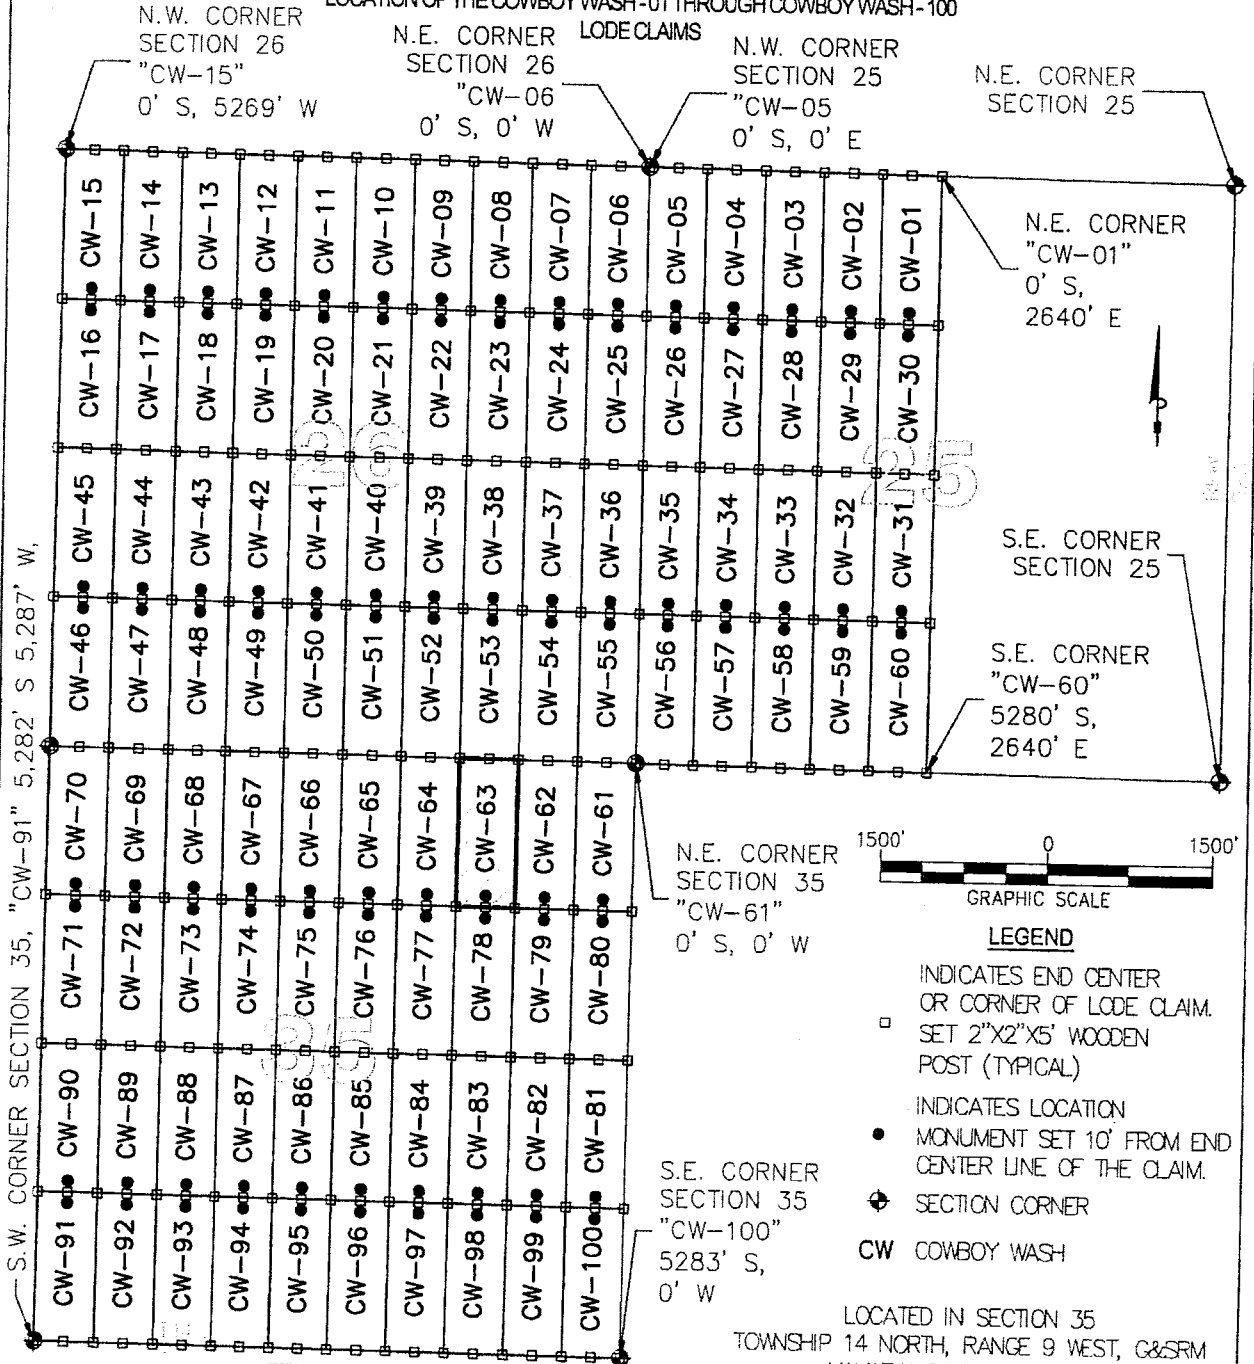 LOCATION OF THE COWBOY WASH-01 THROUGH COWBOY WASH-100
LODE CLAIMS
N.W. CORNER
SECTION 26
"CW-15"
0' S, 5269' W
N.E. CORNER
SECTION 26
"CW-06
0' S, 0' W
N.W. CORNER
SECTION 25
"CW-05
0' S, 0' E
N.E. CORNER
SECTION 25
CW-15 CW-14 CW-13 CW-12 CW-11 CW-10 CW-09 CW-08 CW-07 CW-06 CW-05 CW-04 CW-03 CW-02 CW-01
N.E. CORNER
"CW-01"
0' S,
2640' E
CW-16 CW-17 CW-18 CW-19 CW-20 CW-21 CW-22 CW-23 CW-24 CW-25 CW-26 CW-27 CW-28 CW-29 CW-30
26
25
CW-45 CW-44 CW-43 CW-42 CW-41 CW-40 CW-39 CW-38 CW-37 CW-36 CW-35 CW-34 CW-33 CW-32 CW-31
S.E. CORNER
SECTION 25
CW-46 CW-47 CW-48 CW-49 CW-50 CW-51 CW-52 CW-53 CW-54 CW-55 CW-56 CW-57 CW-58 CW-59 CW-60
S.E. CORNER
"CW-60"
5280' S,
2640' E
S.W. CORNER SECTION 35, "CW-91" 5,282' S 5,287' W,
CW-70 CW-69 CW-68 CW-67 CW-66 CW-65 CW-64 CW-63 CW-62 CW-61
N.E. CORNER
SECTION 35
"CW-61"
0' S, 0' W
CW-71 CW-72 CW-73 CW-74 CW-75 CW-76 CW-77 CW-78 CW-79 CW-80
35
CW-90 CW-89 CW-88 CW-87 CW-86 CW-85 CW-84 CW-83 CW-82 CW-81
CW-91 CW-92 CW-93 CW-94 CW-95 CW-96 CW-97 CW-98 CW-99 CW-100
S.E. CORNER
SECTION 35
"CW-100"
5283' S,
0' W
1500' 0 1500'
GRAPHIC SCALE
LEGEND
INDICATES END CENTER
OR CORNER OF LODE CLAIM.
SET 2"X2"X5' WOODEN
POST (TYPICAL)
INDICATES LOCATION
MONUMENT SET 10' FROM END
CENTER LINE OF THE CLAIM.
SECTION CORNER
CW COWBOY WASH
LOCATED IN SECTION 35
TOWNSHIP 14 NORTH, RANGE 9 WEST, G&SRM